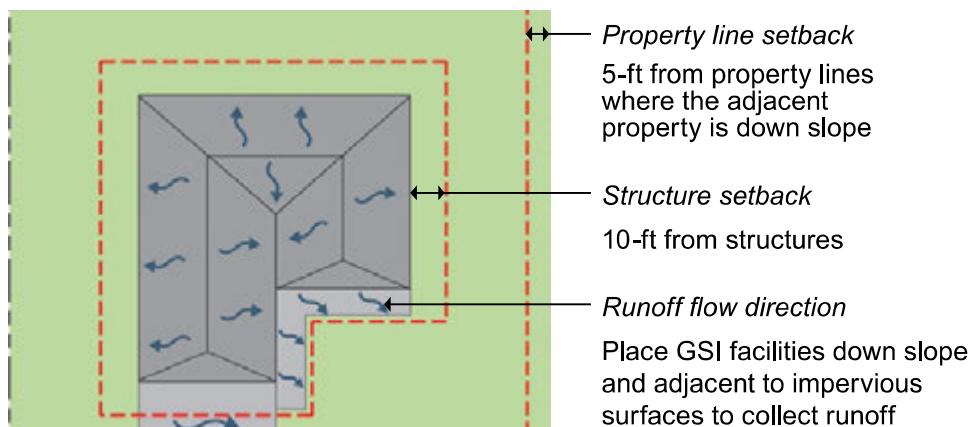 Property line setback
5-ft from property lines
where the adjacent
property is down slope
Structure setback
10-ft from structures
Runoff flow direction
Place GSI facilities down slope
and adjacent to impervious
surfaces to collect runoff